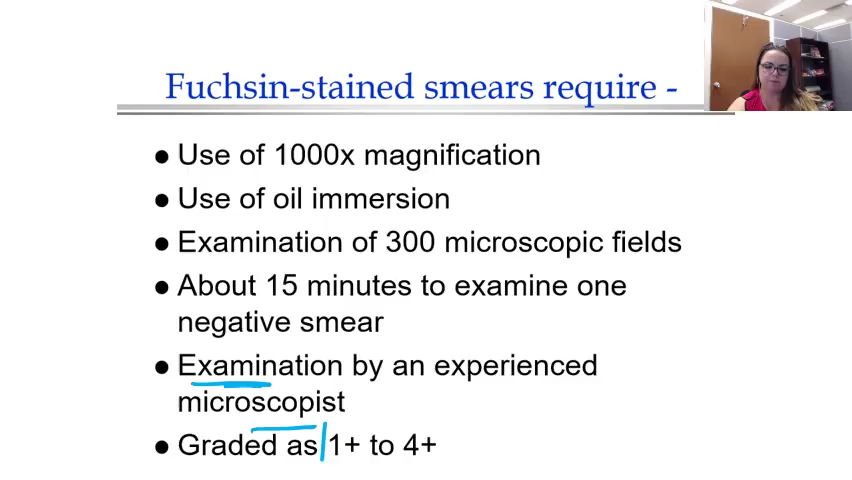 Fuchsin-stained smears require -
● Use of 1000x magnification
● Use of oil immersion
● Examination of 300 microscopic fields
● About 15 minutes to examine one
negative smear
● Examination by an experienced
microscopist
● Graded as 1+ to 4+